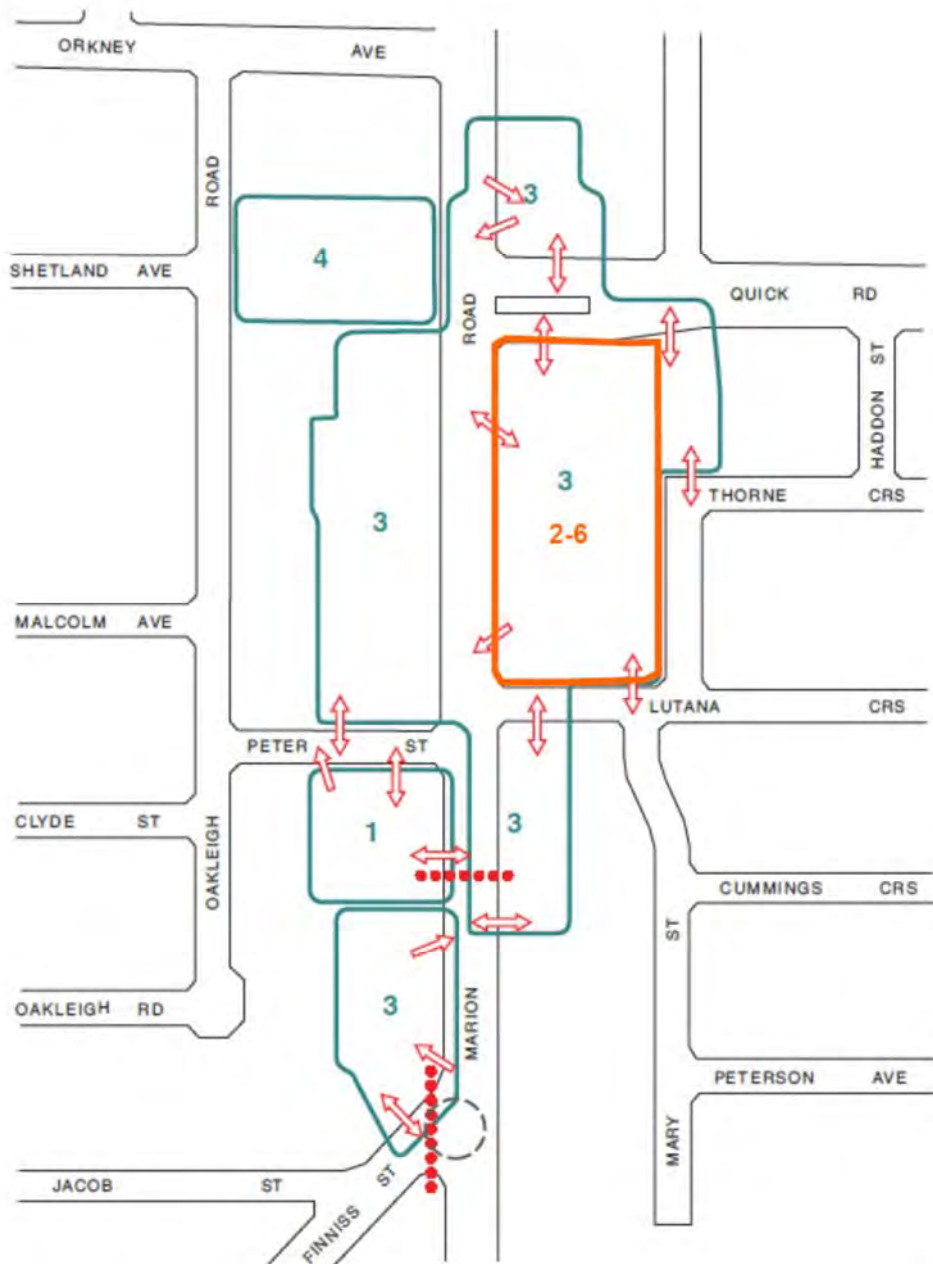 ORKNEY AVE
ROAD
3
4
SHETLAND AVE
QUICK RD
ROAD
HADDON ST
3
THORNE CRS
3
2-6
MALCOLM AVE
LUTANA CRS
PETER ST
CLYDE ST
1
3
OAKLEIGH
CUMMINGS CRS
ST
OAKLEIGH RD
3
MARION
PETERSON AVE
MARY
JACOB ST
FINNISS ST